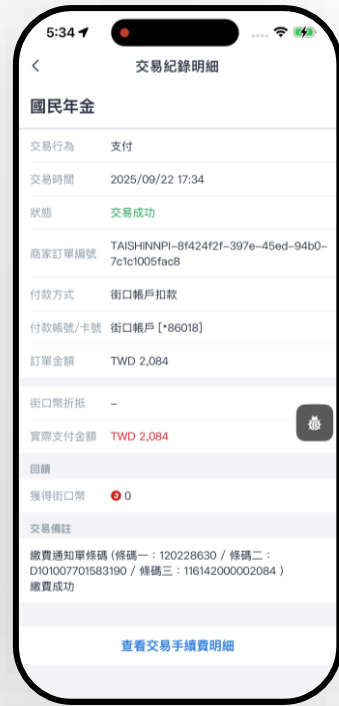 5:34
交易紀錄明細
國民年金
交易行為 支付
交易時間 2025/09/22 17:34
狀態 交易成功
商家訂單編號 TAISHINNPI-8f424f2f-397e-45ed-94b0-
7c1c1005fac8
付款方式 街口帳戶扣款
付款帳號/卡號 街口帳戶 [*86018]
訂單金額 TWD 2,084
街口幣折抵 –
實際支付金額 TWD 2,084
回饋
獲得街口幣 0
交易備註
繳費通知單條碼 (條碼一：120228630 / 條碼二：
D101007701583190 / 條碼三：116142000002084 )
繳費成功
查看交易手續費明細